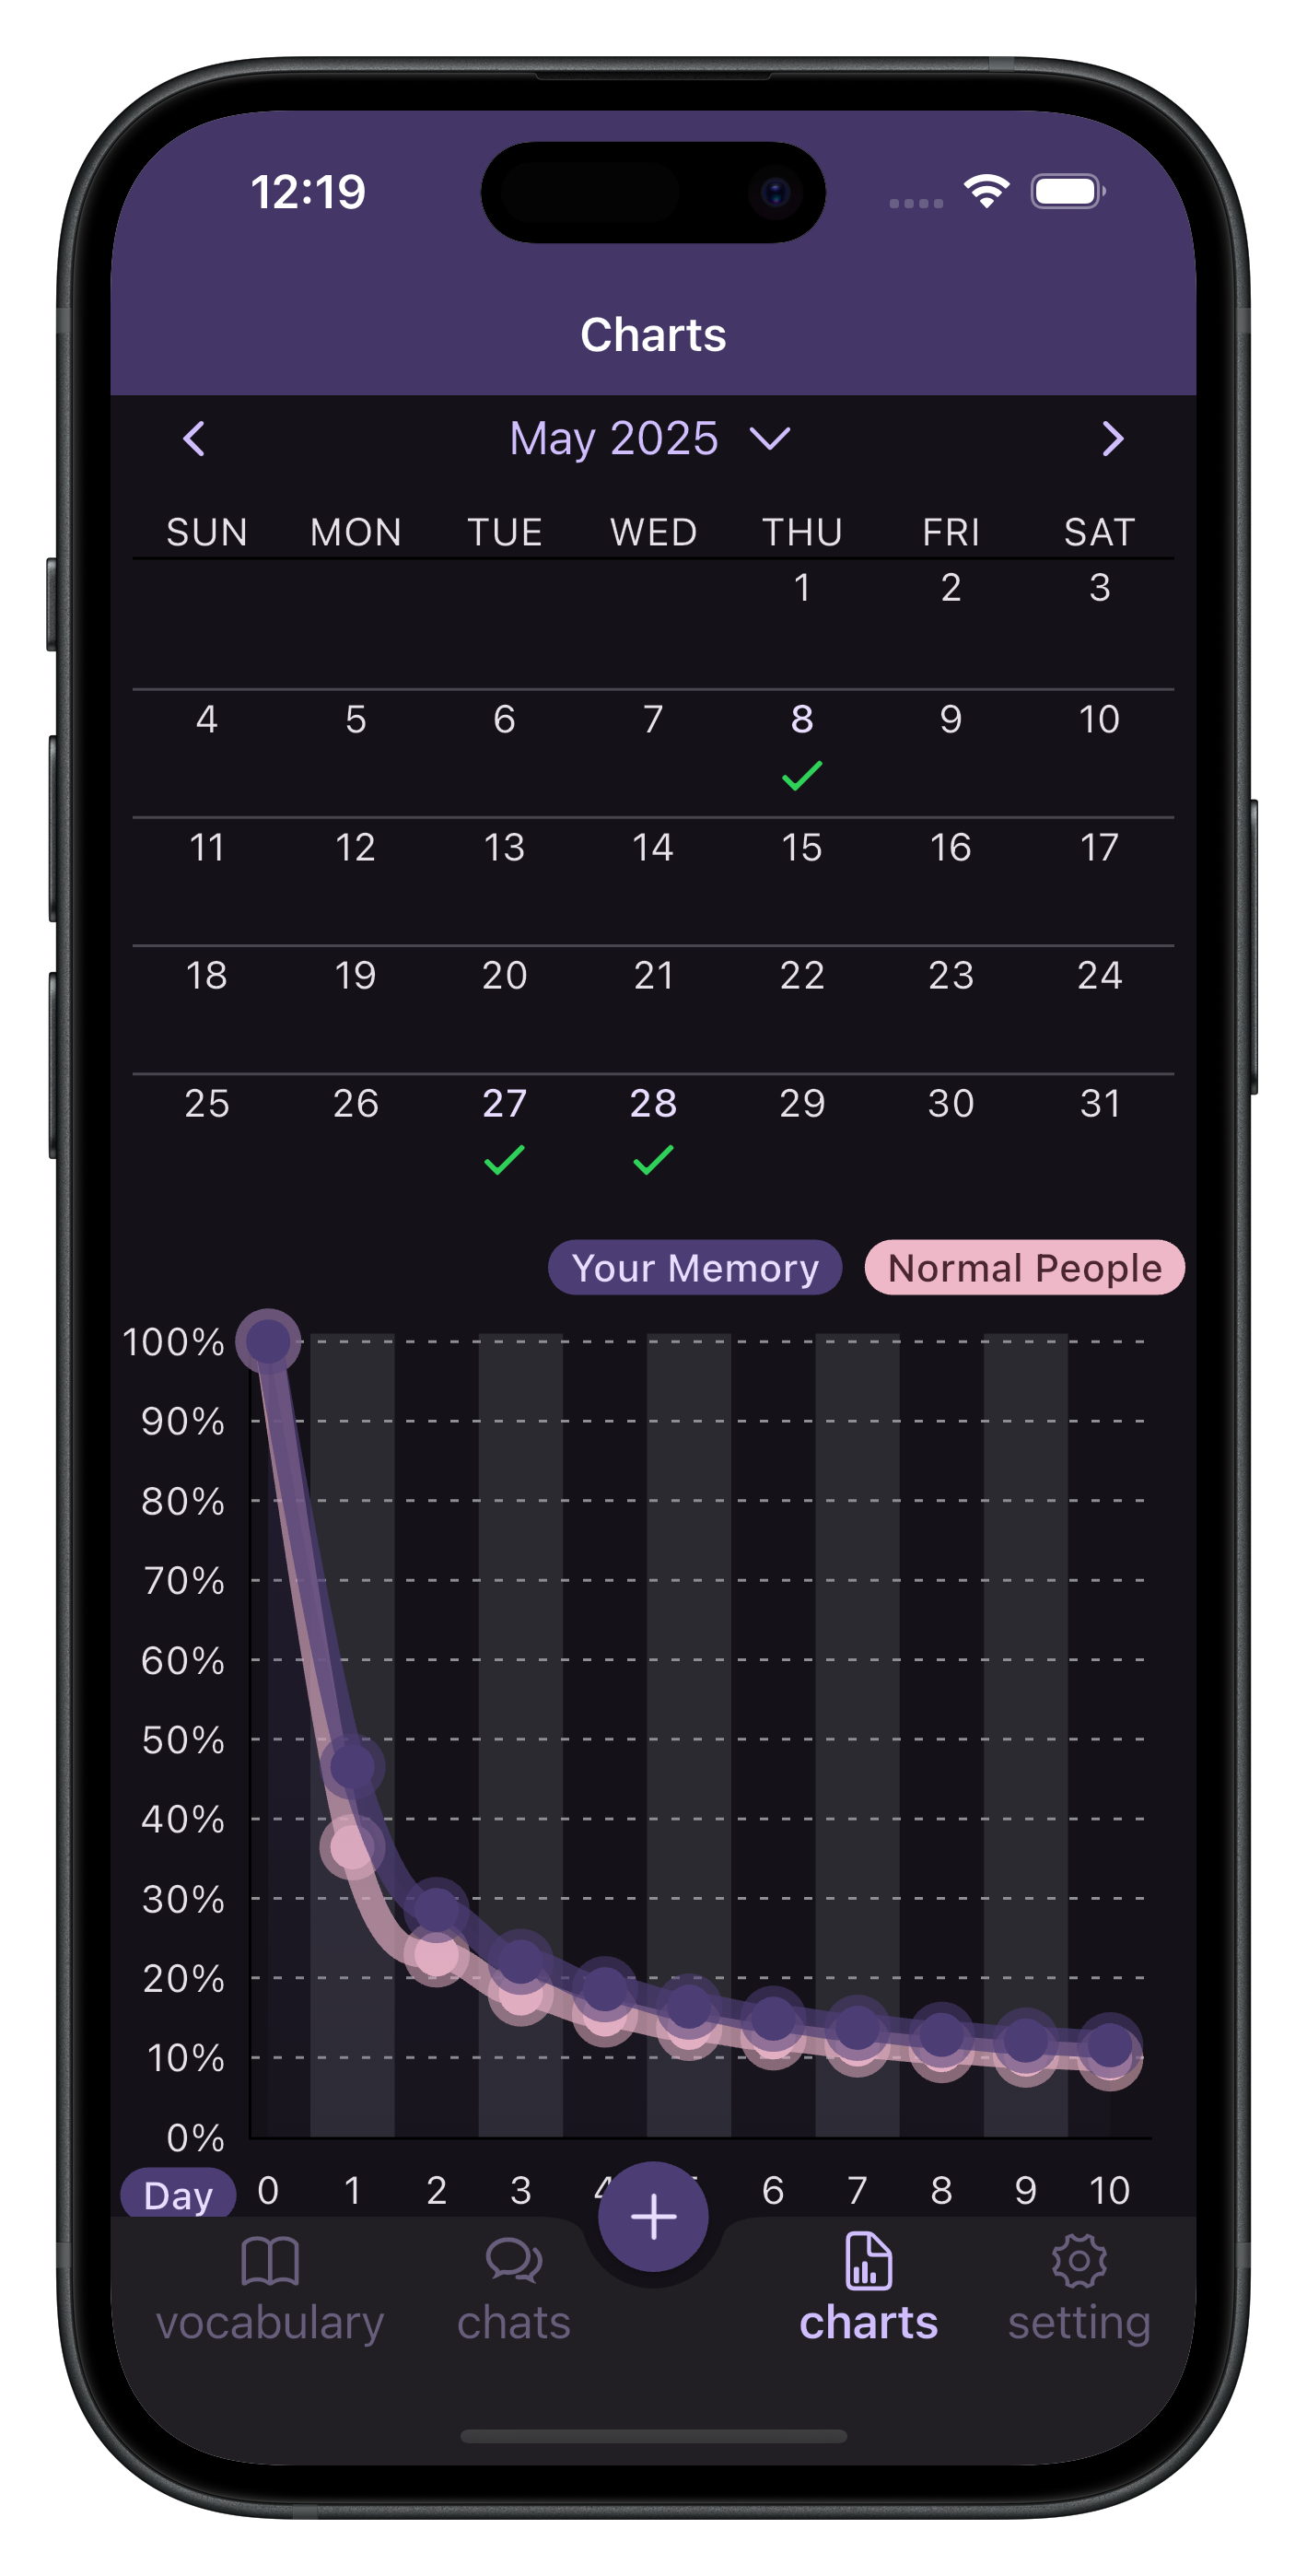 12:19
Charts
May 2025
SUN MON TUE WED THU FRI SAT
1 2 3
4 5 6 7 8 9 10
11 12 13 14 15 16 17
18 19 20 21 22 23 24
25 26 27 28 29 30 31
Your Memory Normal People
100%
90%
80%
70%
60%
50%
40%
30%
20%
10%
0%
Day 0 1 2 3 4 6 7 8 9 10
vocabulary chats charts setting